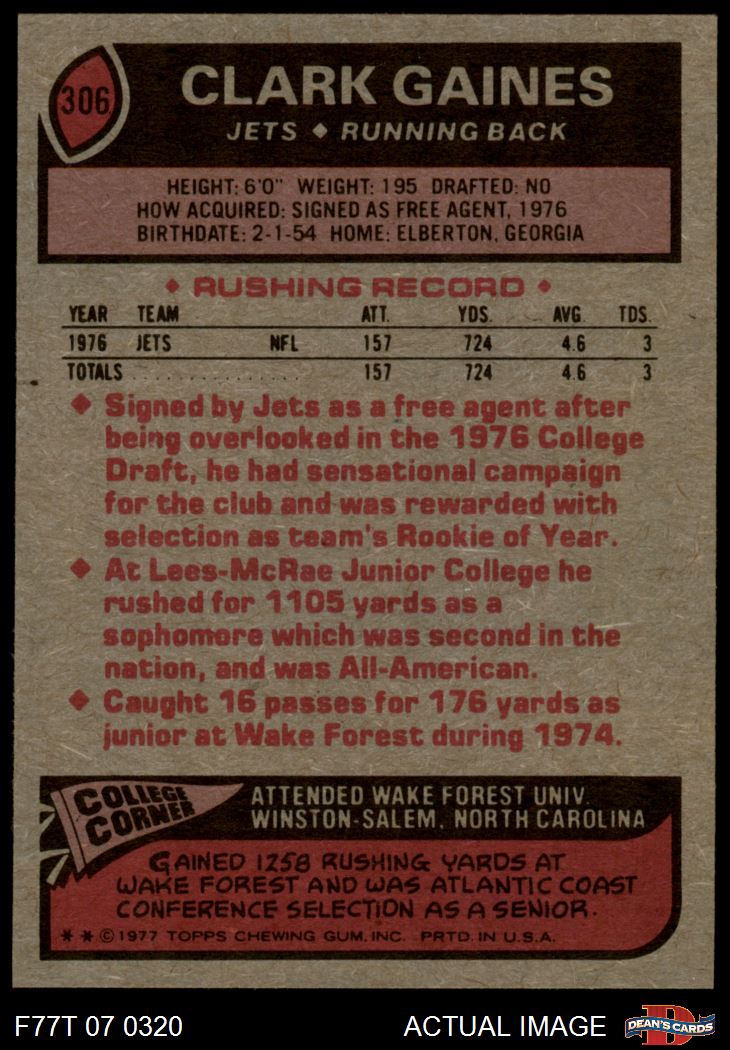 306
CLARK GAINES
JETS ♦ RUNNING BACK
HEIGHT: 6'0" WEIGHT: 195 DRAFTED: NO
HOW ACQUIRED: SIGNED AS FREE AGENT, 1976
BIRTHDATE: 2-1-54 HOME: ELBERTON, GEORGIA
♦ RUSHING RECORD ♦
YEAR TEAM ATT. YDS. AVG. TDS.
1976 JETS NFL 157 724 4.6 3
TOTALS . . . . . . . . . . . . 157 724 4.6 3
♦ Signed by Jets as a free agent after
being overlooked in the 1976 College
Draft, he had sensational campaign
for the club and was rewarded with
selection as team's Rookie of Year.
♦ At Lees-McRae Junior College he
rushed for 1105 yards as a
sophomore which was second in the
nation, and was All-American.
♦ Caught 16 passes for 176 yards as
junior at Wake Forest during 1974.
COLLEGE
CORNER
ATTENDED WAKE FOREST UNIV.
WINSTON-SALEM, NORTH CAROLINA
GAINED 1258 RUSHING YARDS AT
WAKE FOREST AND WAS ATLANTIC COAST
CONFERENCE SELECTION AS A SENIOR.
* * © 1977 TOPPS CHEWING GUM, INC. PRTD. IN U.S.A.
F77T 07 0320 ACTUAL IMAGE
D
DEAN'S CARDS